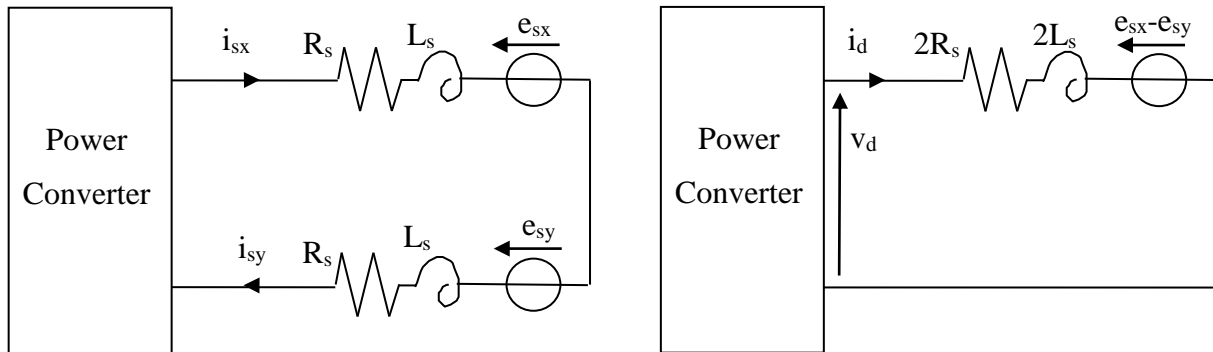 e_sx
i_sx
R_s
L_s
Power
Converter
e_sy
i_sy
R_s
L_s
e_sx-e_sy
i_d
2R_s
2L_s
v_d
Power
Converter